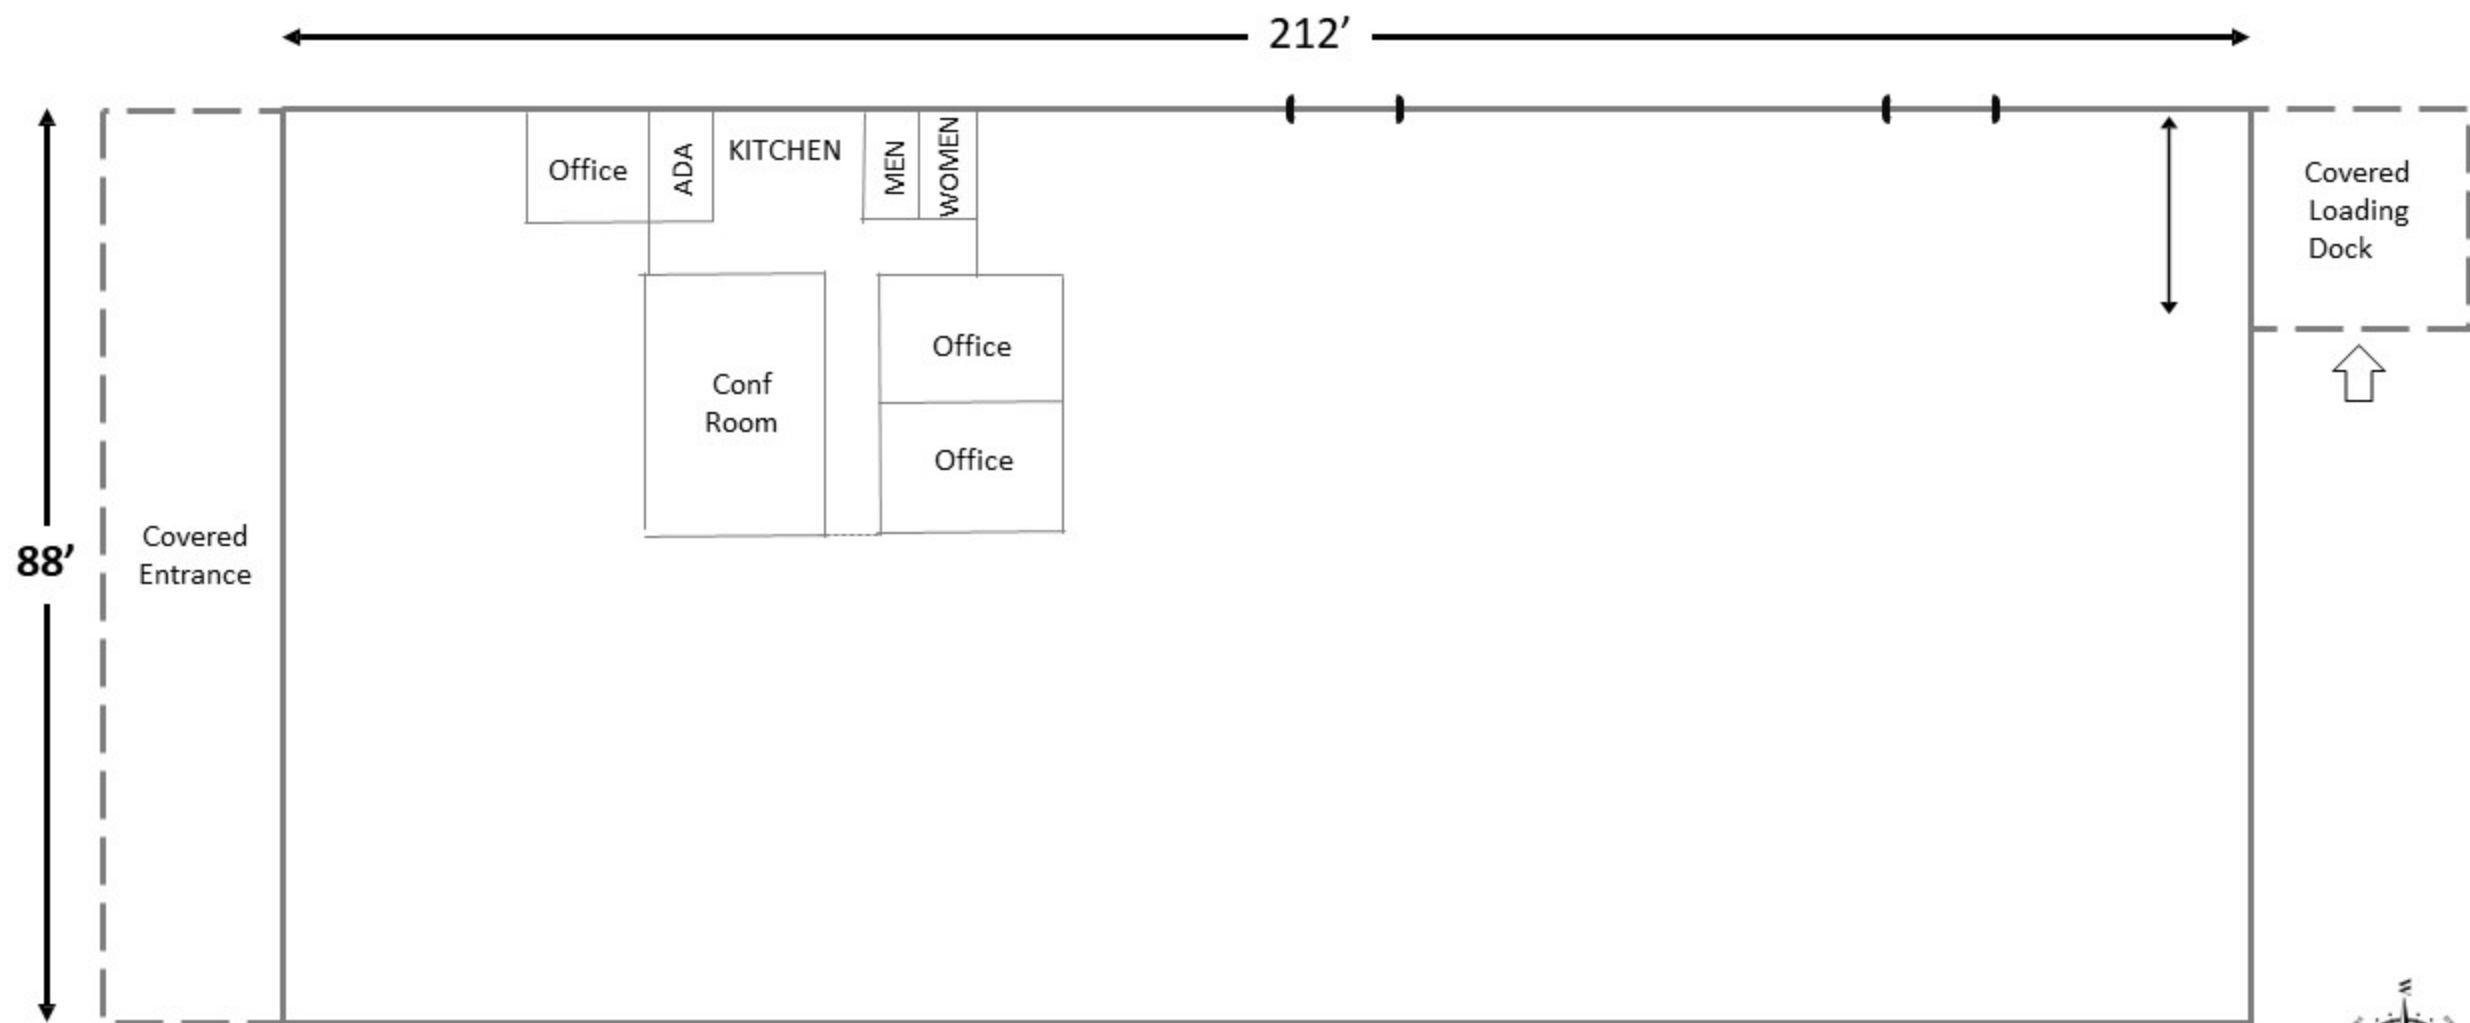 212’
Office
ADA
KITCHEN
MEN
WOMEN
Covered
Loading
Dock
Office
Conf
Room
Office
Covered
Entrance
88’